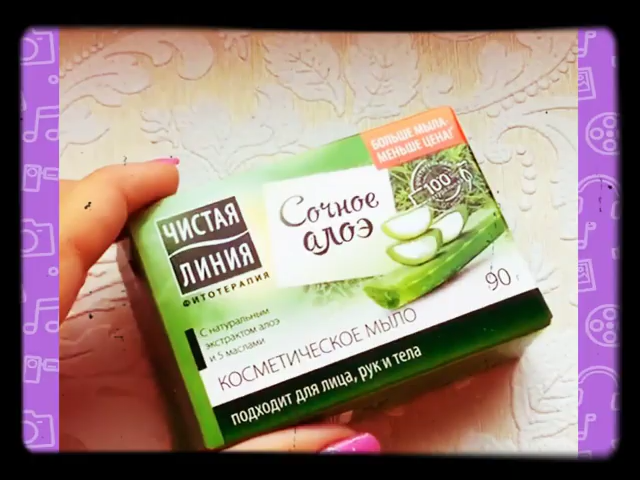 БОЛЬШЕ МЫЛА-
МЕНЬШЕ ЦЕНА!*
100
ЧИСТАЯ
ЛИНИЯ
ФИТОТЕРАПИЯ
Сочное
алоэ
90 г
С натуральным
экстрактом алоэ
и 5 маслами
КОСМЕТИЧЕСКОЕ МЫЛО
подходит для лица, рук и тела